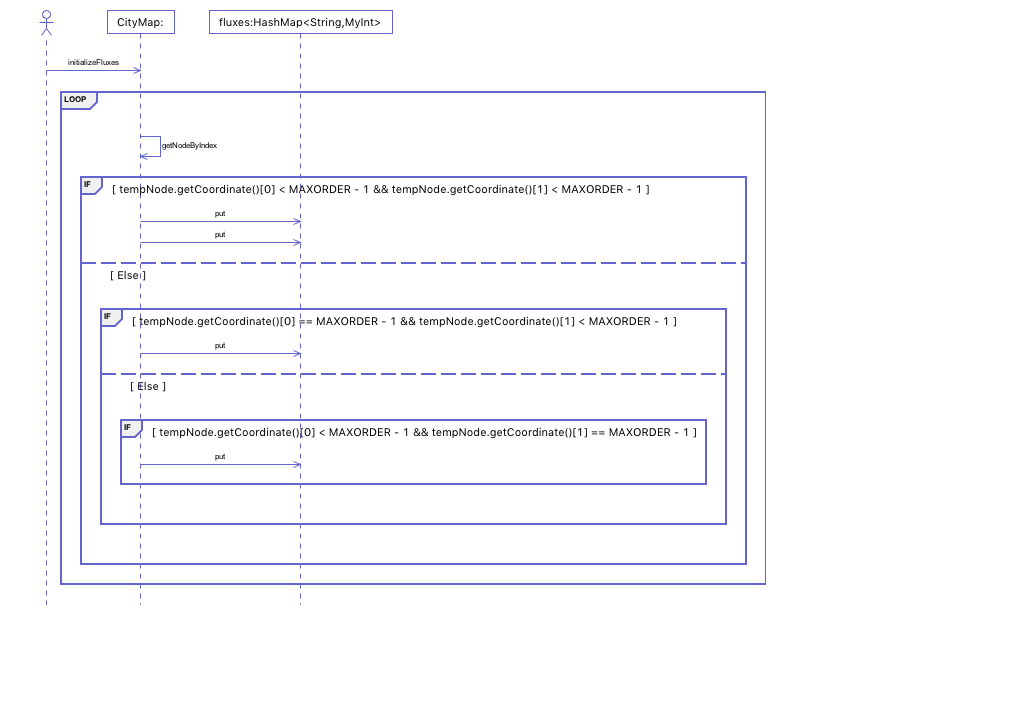 CityMap:
fluxes:HashMap<String,MyInt>
initializeFluxes
LOOP
getNodeByIndex
IF
[ tempNode.getCoordinate()[0] < MAXORDER - 1 && tempNode.getCoordinate()[1] < MAXORDER - 1 ]
put
put
[ Else ]
IF
[ tempNode.getCoordinate()[0] == MAXORDER - 1 && tempNode.getCoordinate()[1] < MAXORDER - 1 ]
put
[ Else ]
IF
[ tempNode.getCoordinate()[0] < MAXORDER - 1 && tempNode.getCoordinate()[1] == MAXORDER - 1 ]
put